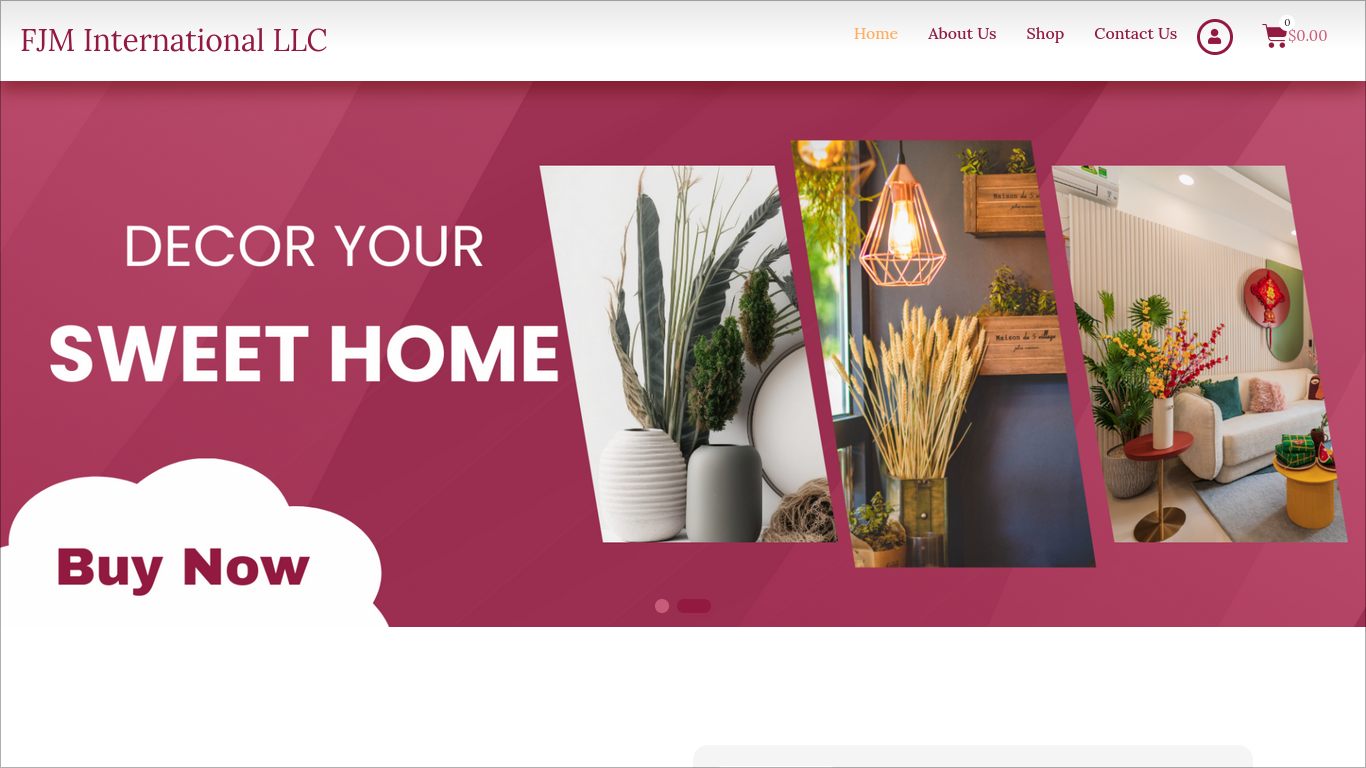 FJM International LLC
Home
About Us
Shop
Contact Us
0
$0.00
DECOR YOUR
SWEET HOME
Buy Now